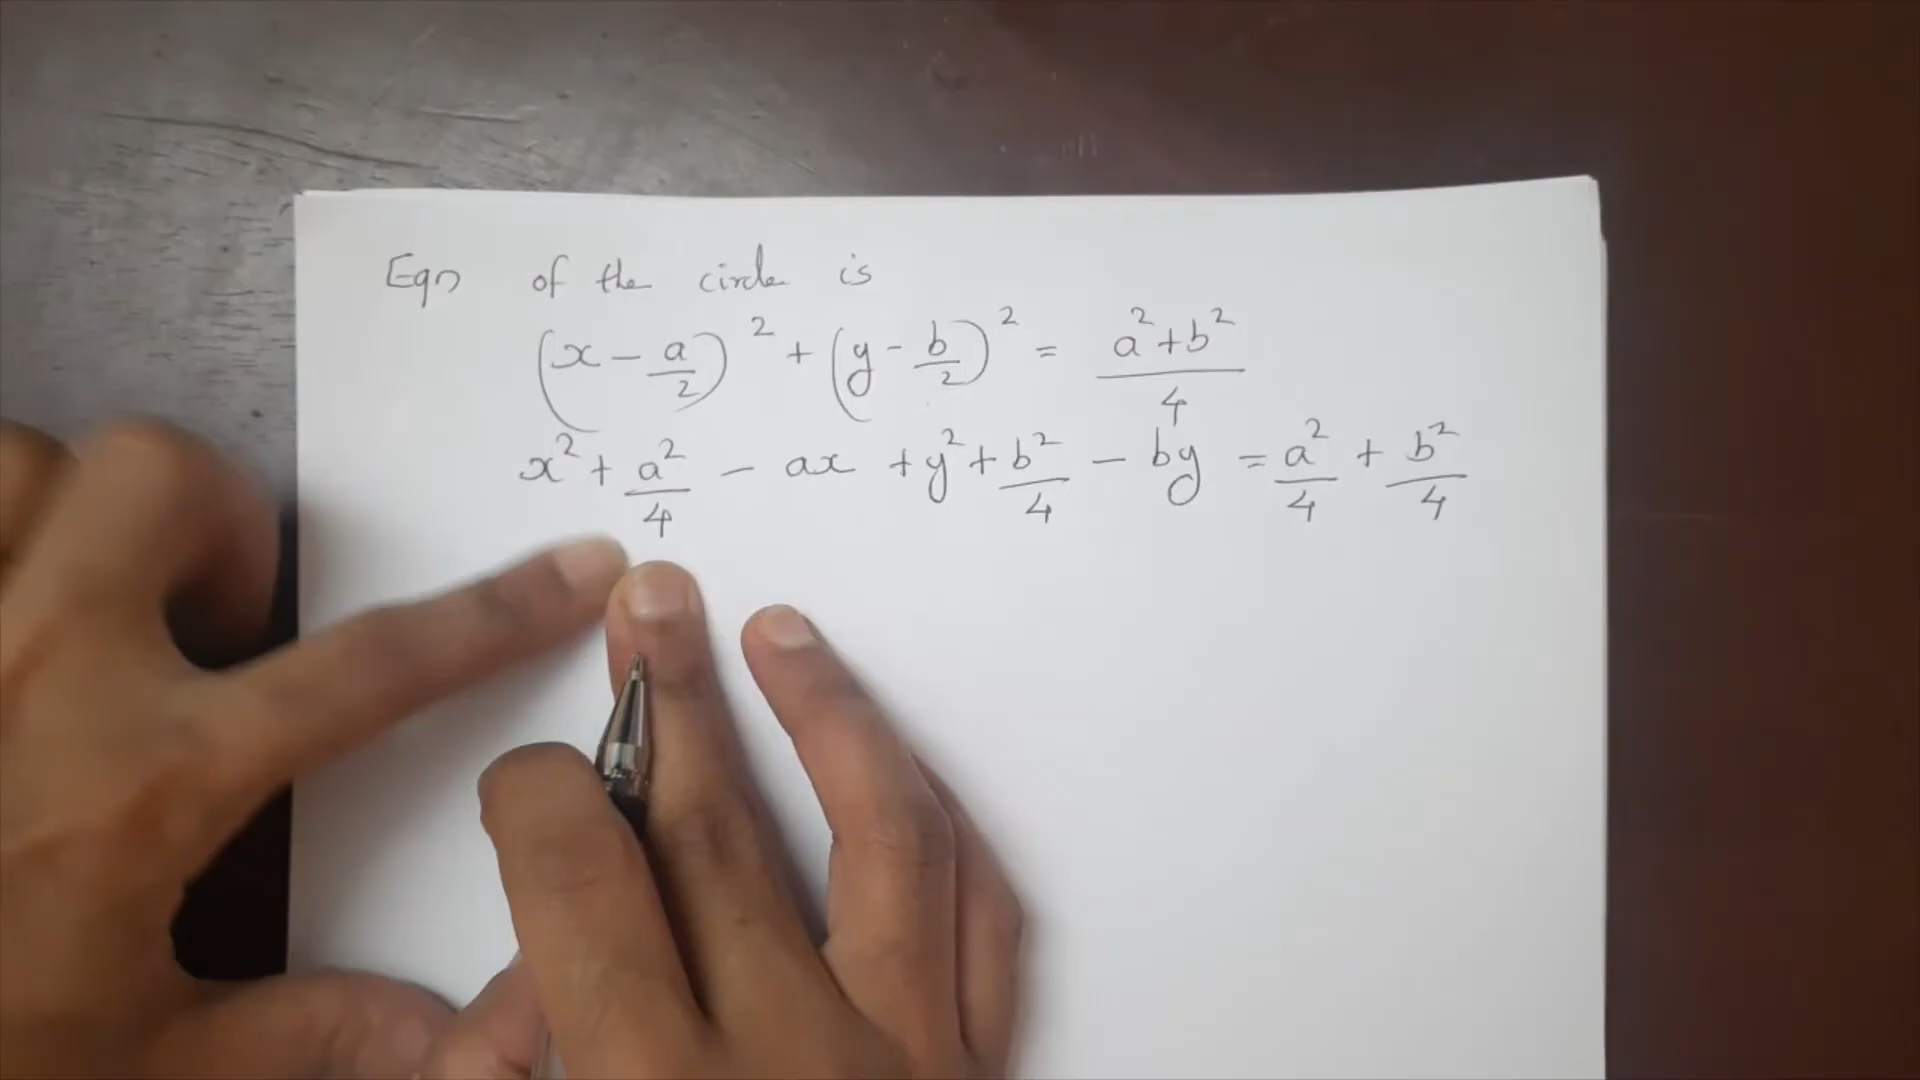 Eqn of the circle is
(x - a/2)² + (y - b/2)² = (a² + b²)/4
x² + a²/4 - ax + y² + b²/4 - by = a²/4 + b²/4